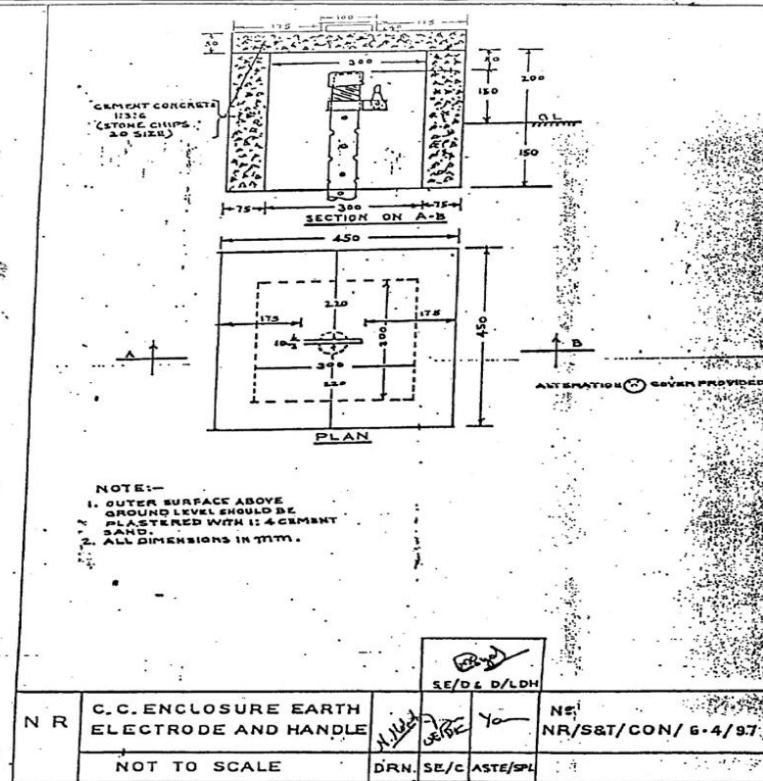 100
175 175
50
300
50
200
150
CEMENT CONCRETE
1:3:6
(STONE CHIPS
20 SIZE)
G L
150
75 300 75
SECTION ON A-B
450
220
175 175
300
450
10
A B
300
220
ALTERATION COVER PROVIDED
PLAN
NOTE:-
1. OUTER SURFACE ABOVE
GROUND LEVEL SHOULD BE
PLASTERED WITH 1:4 CEMENT
SAND.
2. ALL DIMENSIONS IN mm.
SE/D & D/LDH
N R
C.C. ENCLOSURE EARTH
ELECTRODE AND HANDLE
NOT TO SCALE
DRN. SE/C ASTE/SPL
No
NR/S&T/CON/ 6-4/97